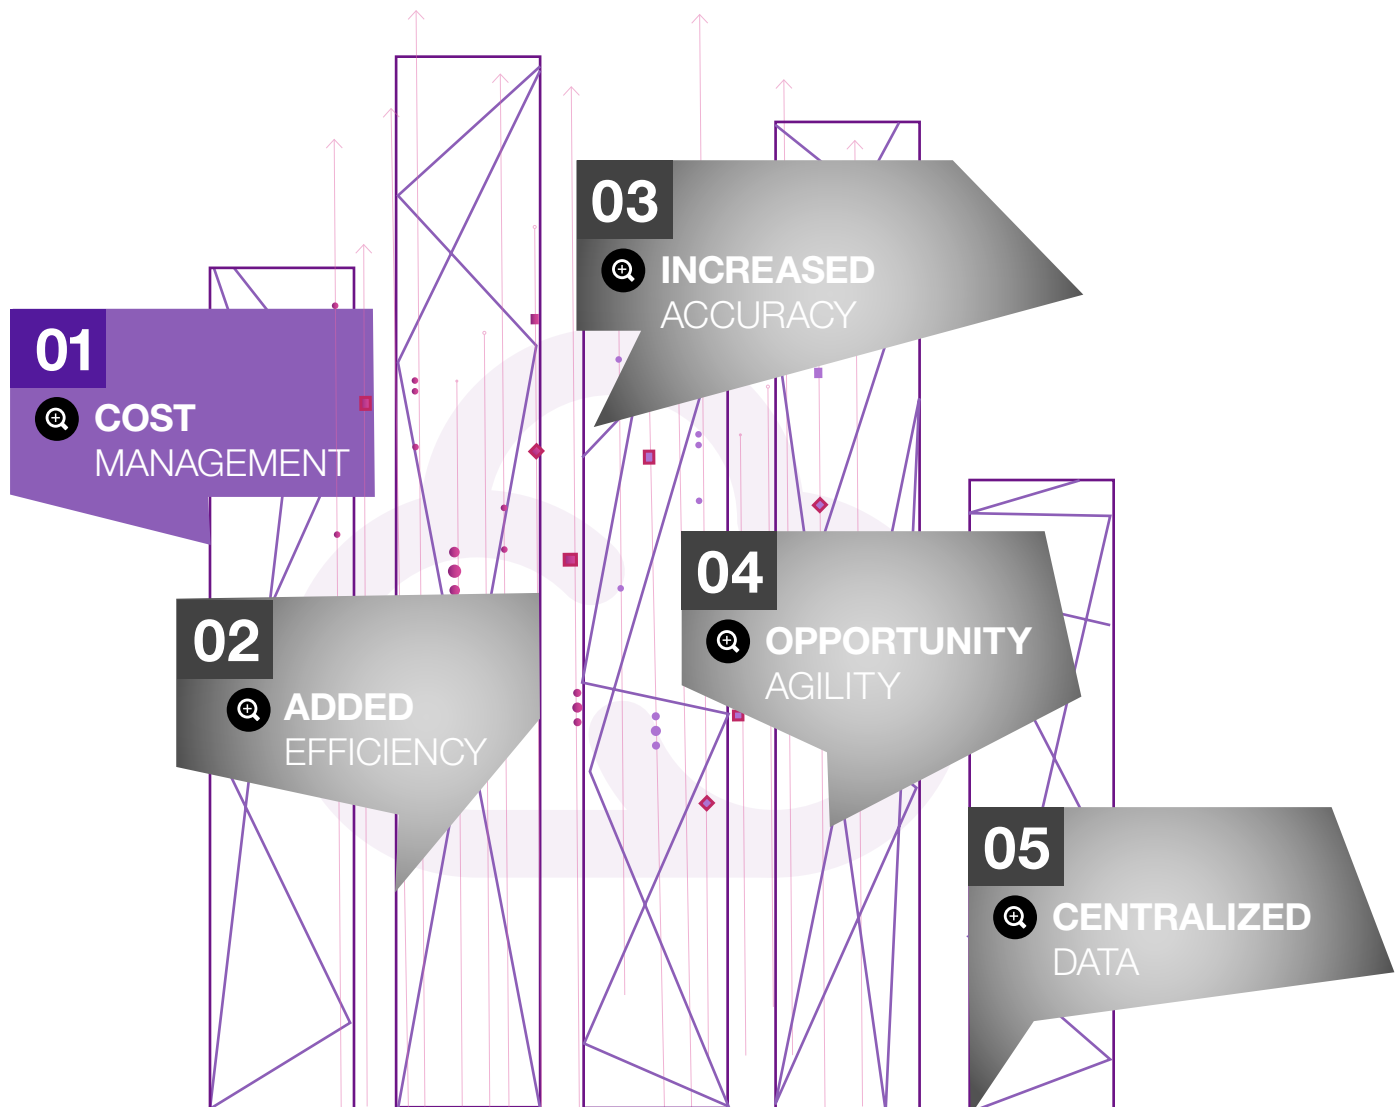 01
COST
MANAGEMENT
02
ADDED
EFFICIENCY
03
INCREASED
ACCURACY
04
OPPORTUNITY
AGILITY
05
CENTRALIZED
DATA